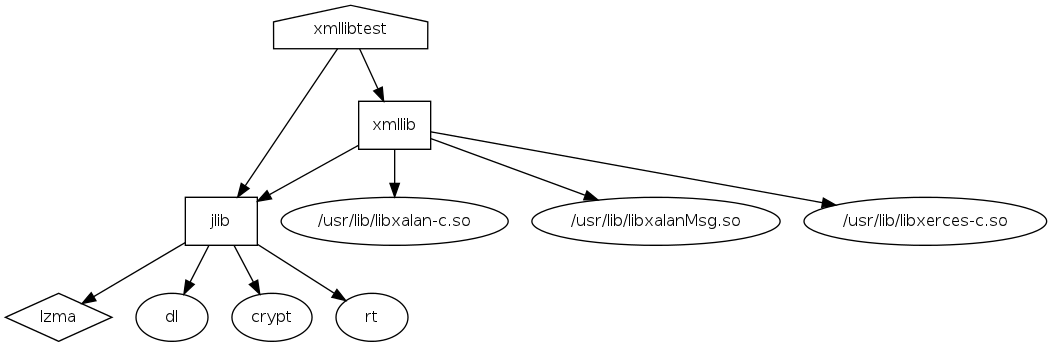 xmllibtest
xmllib
jlib
/usr/lib/libxalan-c.so
/usr/lib/libxalanMsg.so
/usr/lib/libxerces-c.so
lzma
dl
crypt
rt